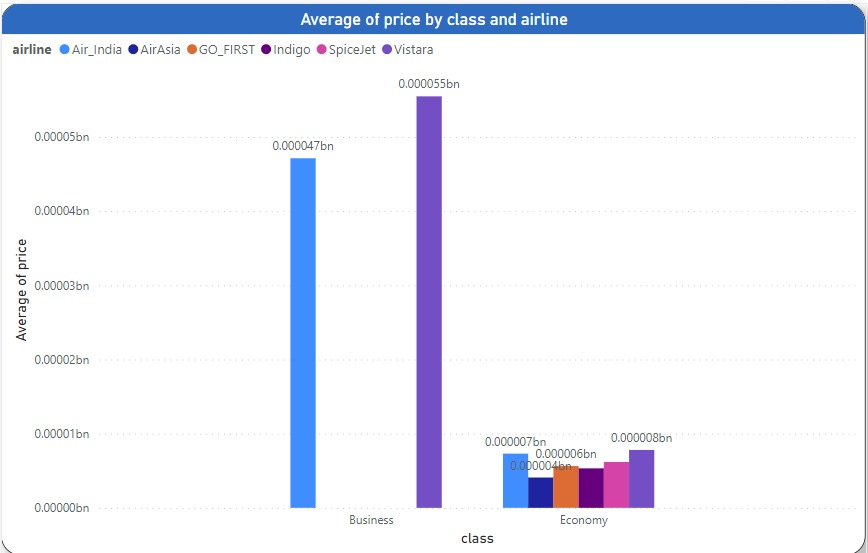 Average of price by class and airline
airline Air_India AirAsia GO_FIRST Indigo SpiceJet Vistara
0.000055bn
0.000047bn
0.00005bn
0.00004bn
0.00003bn
0.00002bn
0.00001bn
0.00000bn
Average of price
0.000007bn
0.000004bn
0.000006bn
0.000008bn
Business
Economy
class